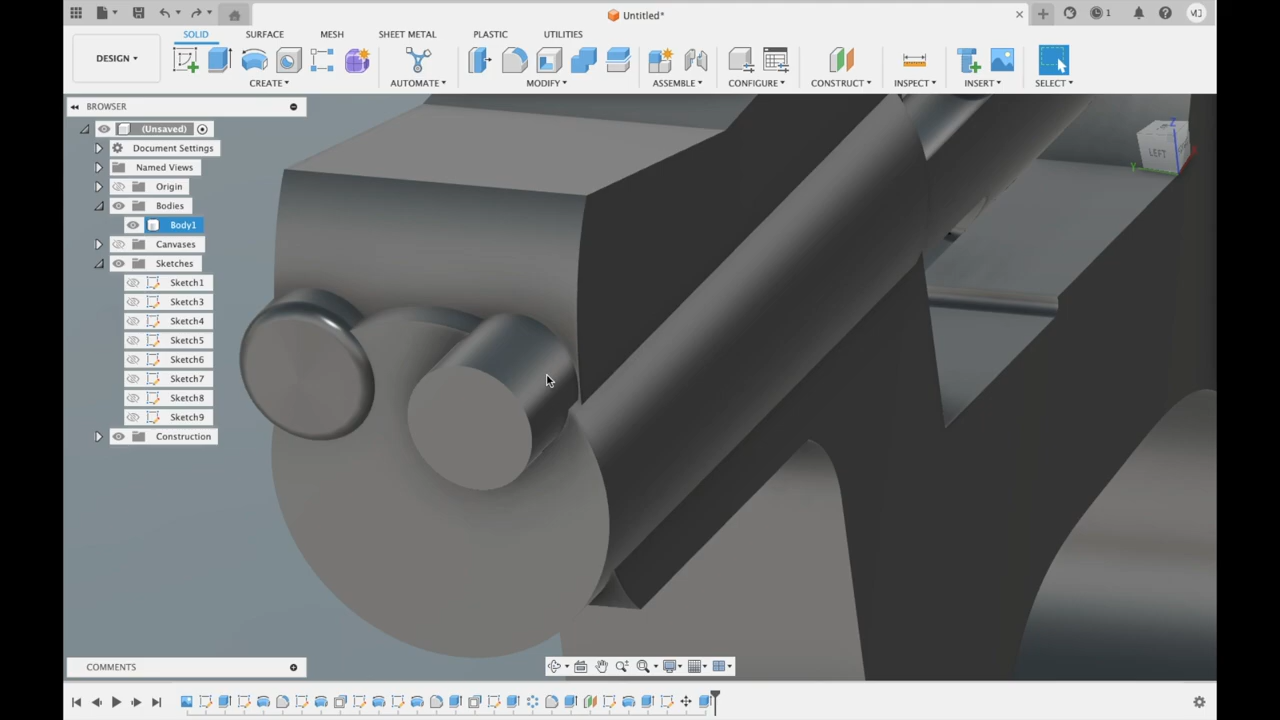 Untitled*
1
MJ
DESIGN
SOLID
SURFACE
MESH
SHEET METAL
PLASTIC
UTILITIES
CREATE
AUTOMATE
MODIFY
ASSEMBLE
CONFIGURE
CONSTRUCT
INSPECT
INSERT
SELECT
BROWSER
(Unsaved)
Document Settings
Named Views
Origin
Bodies
Body1
Canvases
Sketches
Sketch1
Sketch3
Sketch4
Sketch5
Sketch6
Sketch7
Sketch8
Sketch9
Construction
Z
LEFT
Y
COMMENTS